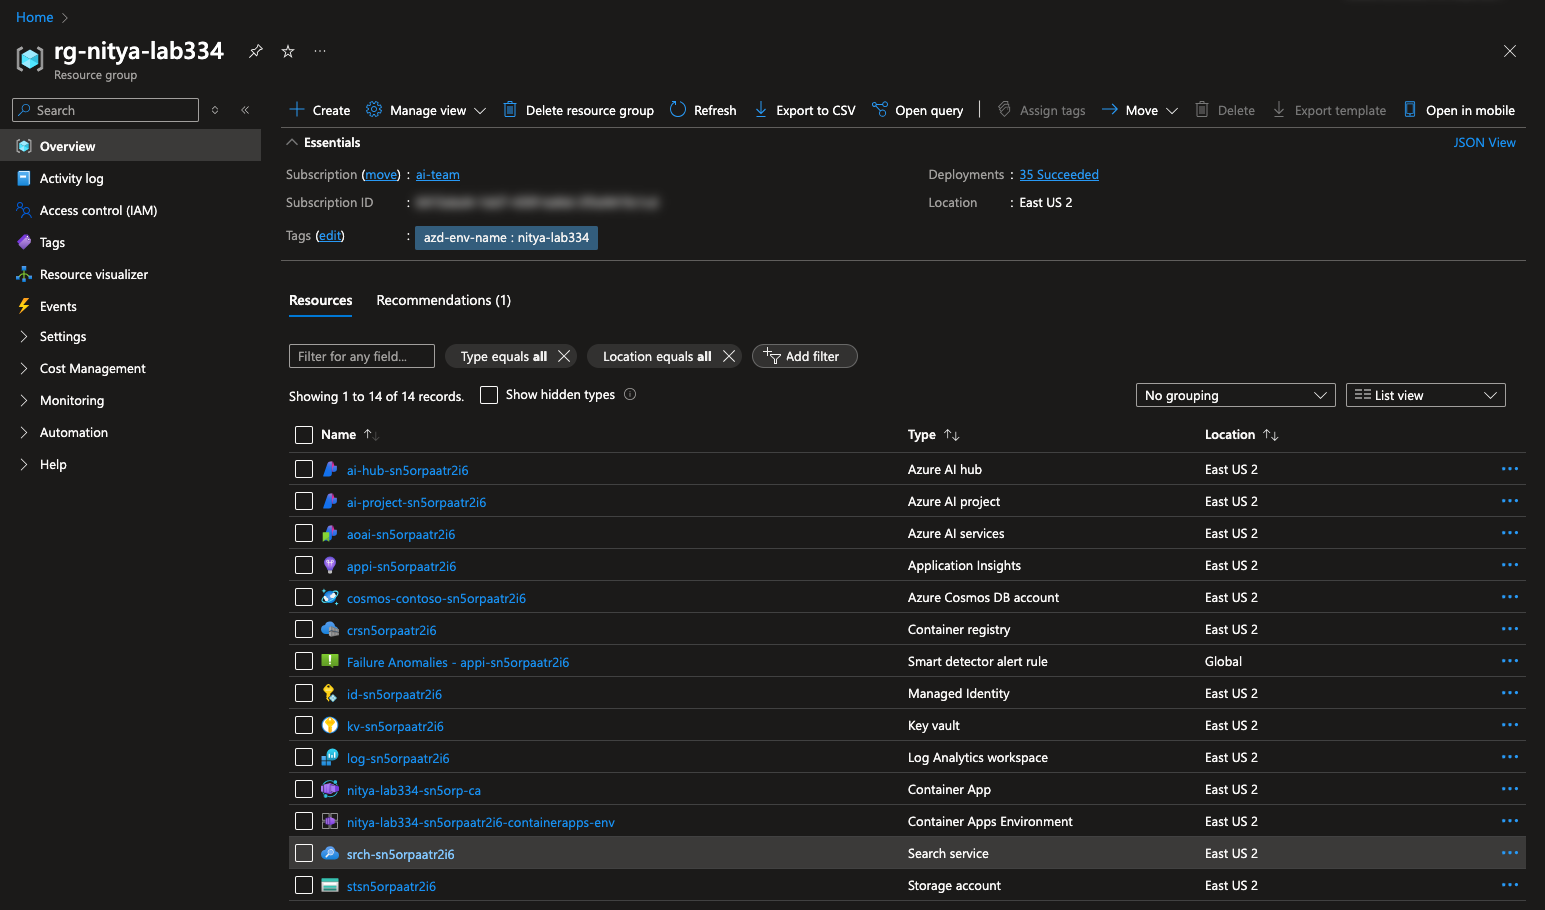 Home
rg-nitya-lab334
Resource group
Search
Create Manage view Delete resource group Refresh Export to CSV Open query Assign tags Move Delete Export template Open in mobile
Overview
Activity log
Access control (IAM)
Tags
Resource visualizer
Events
Settings
Cost Management
Monitoring
Automation
Help
Essentials JSON View
Subscription (move) : ai-team Deployments : 35 Succeeded
Subscription ID : Location : East US 2
Tags (edit) : azd-env-name : nitya-lab334
Resources Recommendations (1)
Filter for any field... Type equals all Location equals all Add filter
Showing 1 to 14 of 14 records. Show hidden types No grouping List view
Name Type Location
ai-hub-sn5orpaatr2i6 Azure AI hub East US 2
ai-project-sn5orpaatr2i6 Azure AI project East US 2
aoai-sn5orpaatr2i6 Azure AI services East US 2
appi-sn5orpaatr2i6 Application Insights East US 2
cosmos-contoso-sn5orpaatr2i6 Azure Cosmos DB account East US 2
crsn5orpaatr2i6 Container registry East US 2
Failure Anomalies - appi-sn5orpaatr2i6 Smart detector alert rule Global
id-sn5orpaatr2i6 Managed Identity East US 2
kv-sn5orpaatr2i6 Key vault East US 2
log-sn5orpaatr2i6 Log Analytics workspace East US 2
nitya-lab334-sn5orp-ca Container App East US 2
nitya-lab334-sn5orpaatr2i6-containerapps-env Container Apps Environment East US 2
srch-sn5orpaatr2i6 Search service East US 2
stsn5orpaatr2i6 Storage account East US 2